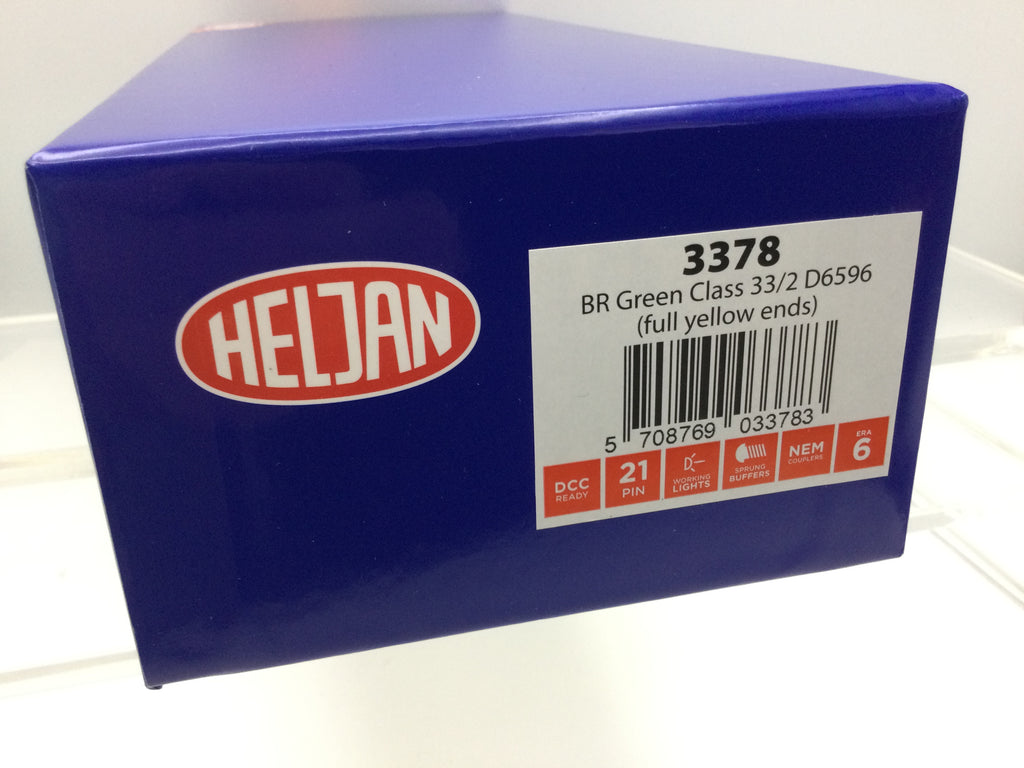 HELJAN
3378
BR Green Class 33/2 D6596
(full yellow ends)
5 708769 033783
DCC
READY
21
PIN
WORKING
LIGHTS
SPRUNG
BUFFERS
NEM
COUPLERS
ERA
6